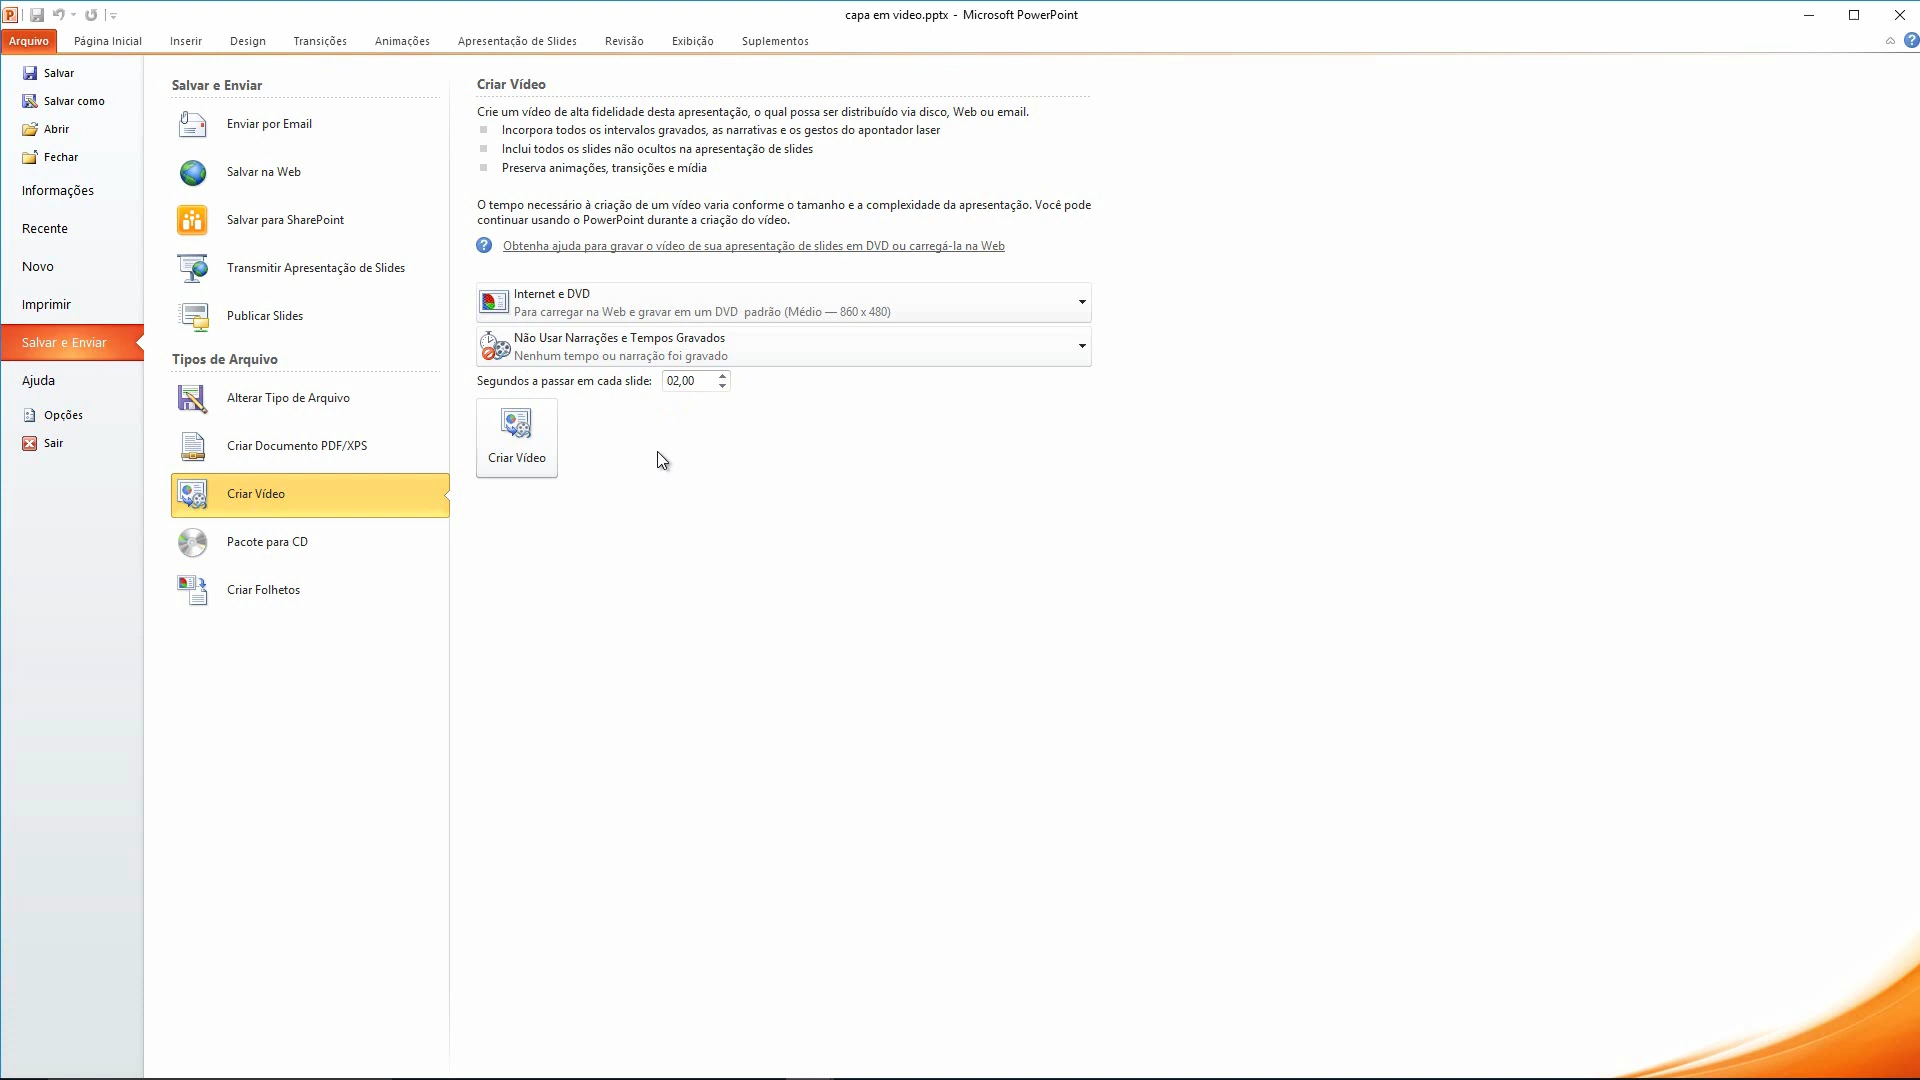 capa em video.pptx - Microsoft PowerPoint
Arquivo Página Inicial Inserir Design Transições Animações Apresentação de Slides Revisão Exibição Suplementos
Salvar
Salvar como
Abrir
Fechar
Informações
Recente
Novo
Imprimir
Salvar e Enviar
Ajuda
Opções
Sair
Salvar e Enviar
Enviar por Email
Salvar na Web
Salvar para SharePoint
Transmitir Apresentação de Slides
Publicar Slides
Tipos de Arquivo
Alterar Tipo de Arquivo
Criar Documento PDF/XPS
Criar Vídeo
Pacote para CD
Criar Folhetos
Criar Vídeo
Crie um vídeo de alta fidelidade desta apresentação, o qual possa ser distribuído via disco, Web ou email.
Incorpora todos os intervalos gravados, as narrativas e os gestos do apontador laser
Inclui todos os slides não ocultos na apresentação de slides
Preserva animações, transições e mídia
O tempo necessário à criação de um vídeo varia conforme o tamanho e a complexidade da apresentação. Você pode
continuar usando o PowerPoint durante a criação do vídeo.
Obtenha ajuda para gravar o vídeo de sua apresentação de slides em DVD ou carregá-la na Web
Internet e DVD
Para carregar na Web e gravar em um DVD padrão (Médio — 860 x 480)
Não Usar Narrações e Tempos Gravados
Nenhum tempo ou narração foi gravado
Segundos a passar em cada slide: 02,00
Criar Vídeo